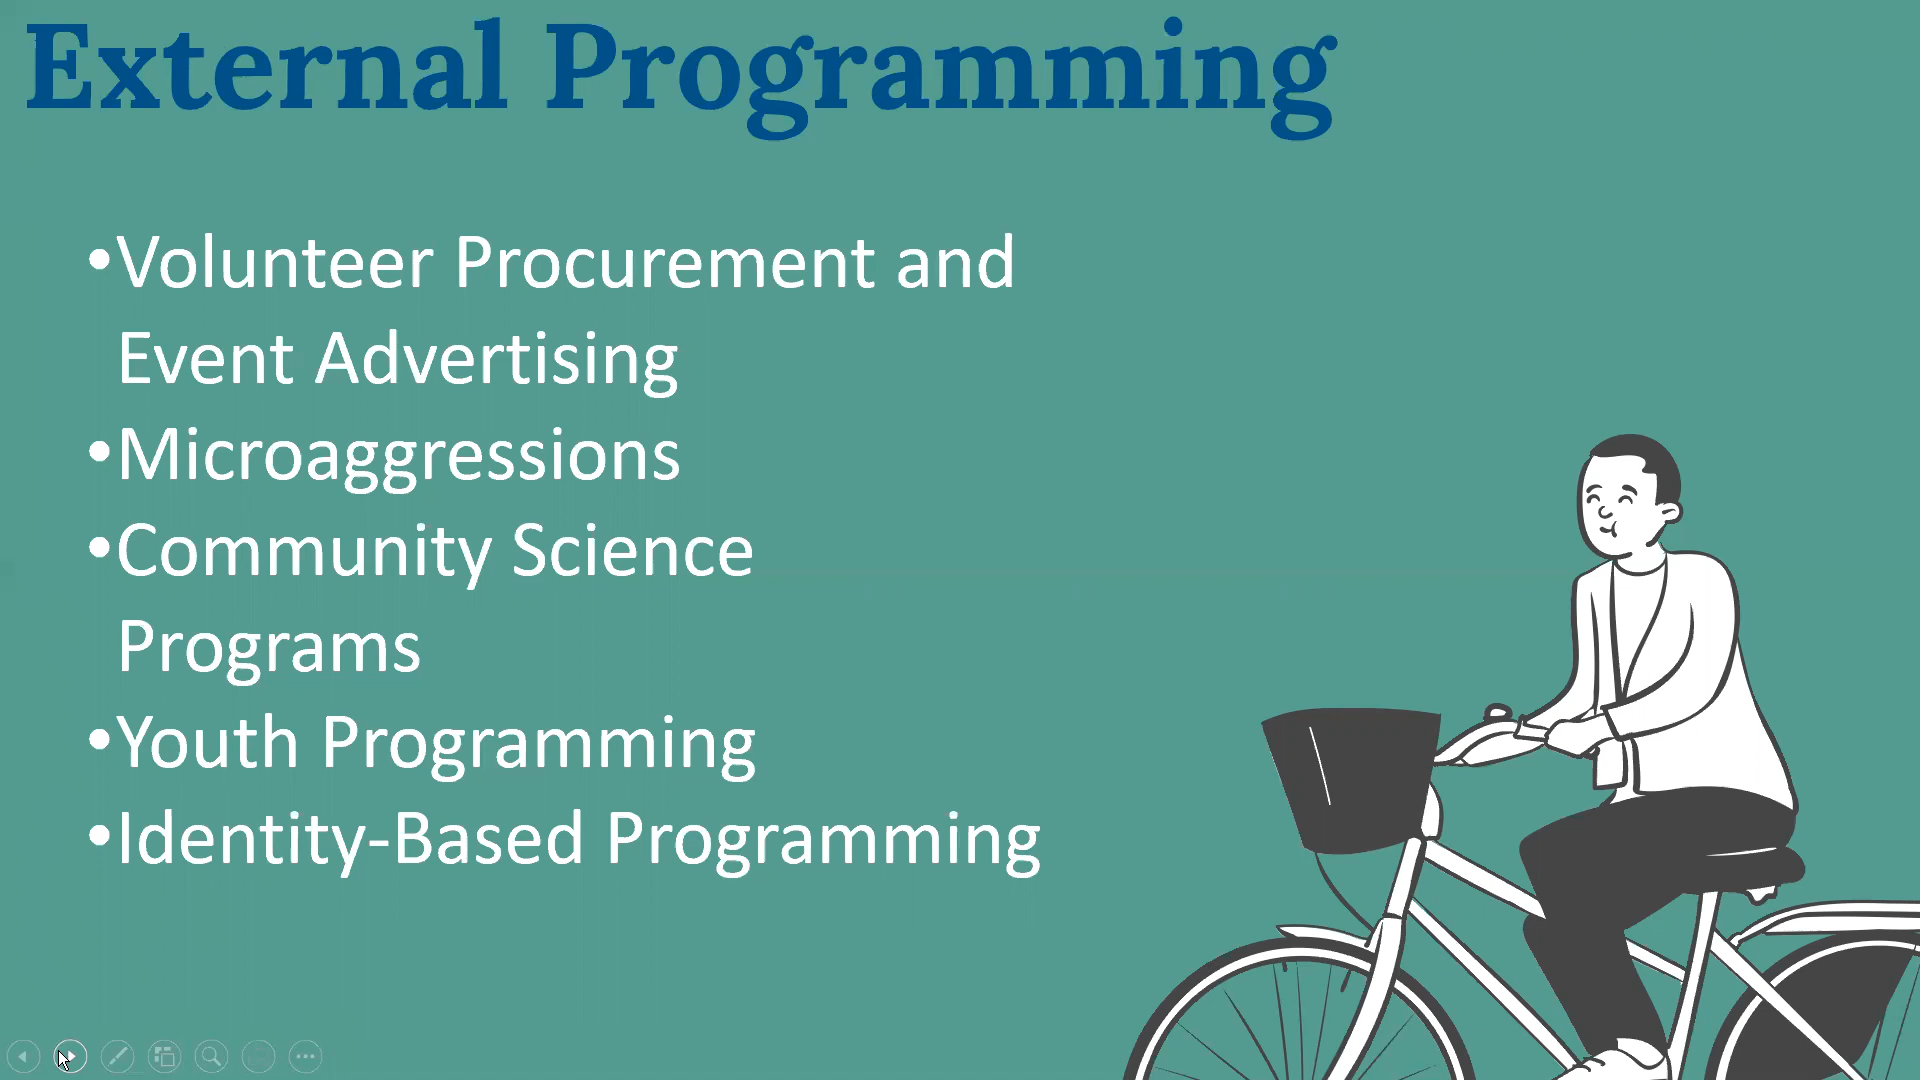 External Programming
•Volunteer Procurement and
Event Advertising
•Microaggressions
•Community Science
Programs
•Youth Programming
•Identity-Based Programming